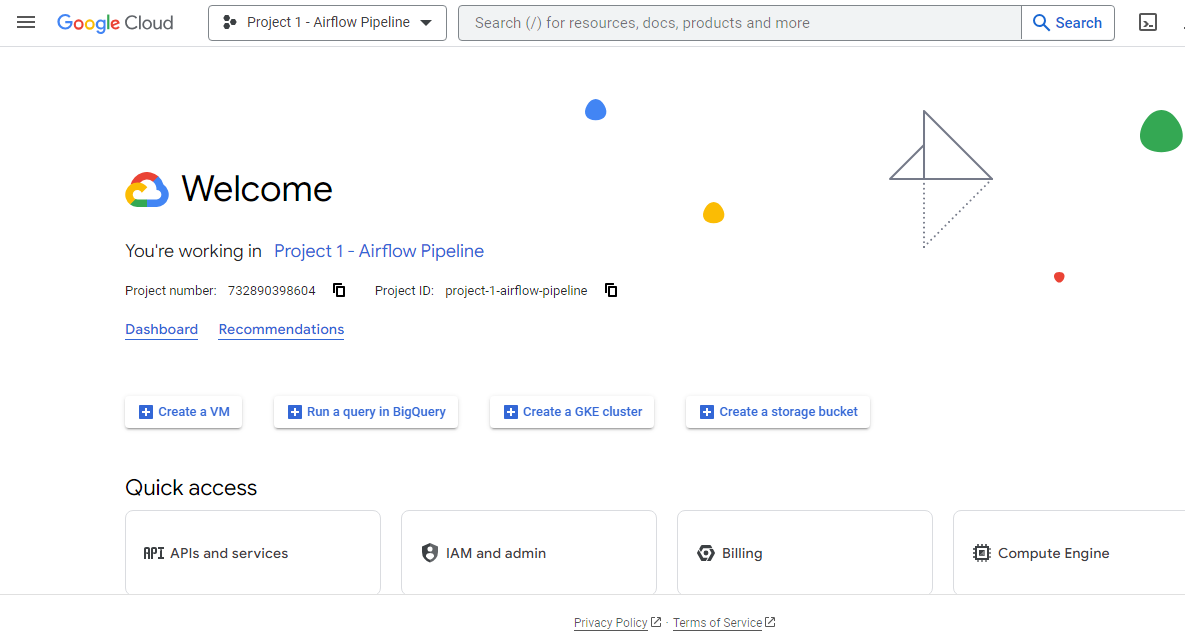 Google Cloud Project 1 - Airflow Pipeline Search (/) for resources, docs, products and more Search
Welcome
You're working in Project 1 - Airflow Pipeline
Project number: 732890398604 Project ID: project-1-airflow-pipeline
Dashboard Recommendations
Create a VM Run a query in BigQuery Create a GKE cluster Create a storage bucket
Quick access
API APIs and services IAM and admin Billing Compute Engine
Privacy Policy · Terms of Service